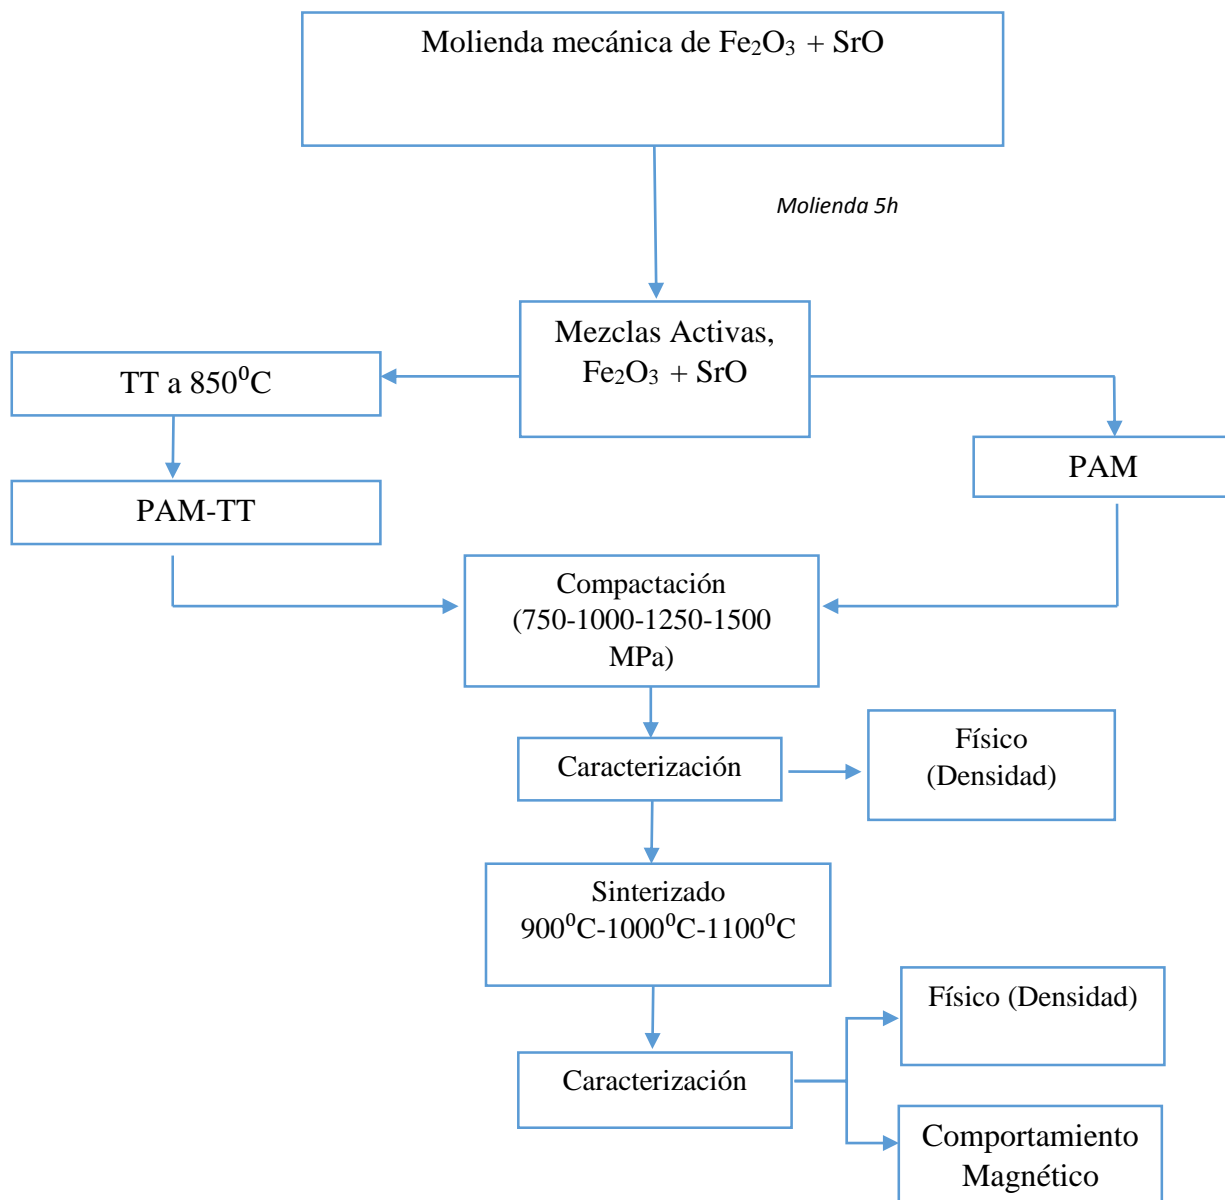 Molienda mecánica de Fe₂O₃ + SrO
Molienda 5h
Mezclas Activas,
Fe₂O₃ + SrO
TT a 850⁰C
PAM
PAM-TT
Compactación
(750-1000-1250-1500
MPa)
Caracterización
Físico
(Densidad)
Sinterizado
900⁰C-1000⁰C-1100⁰C
Físico (Densidad)
Caracterización
Comportamiento
Magnético